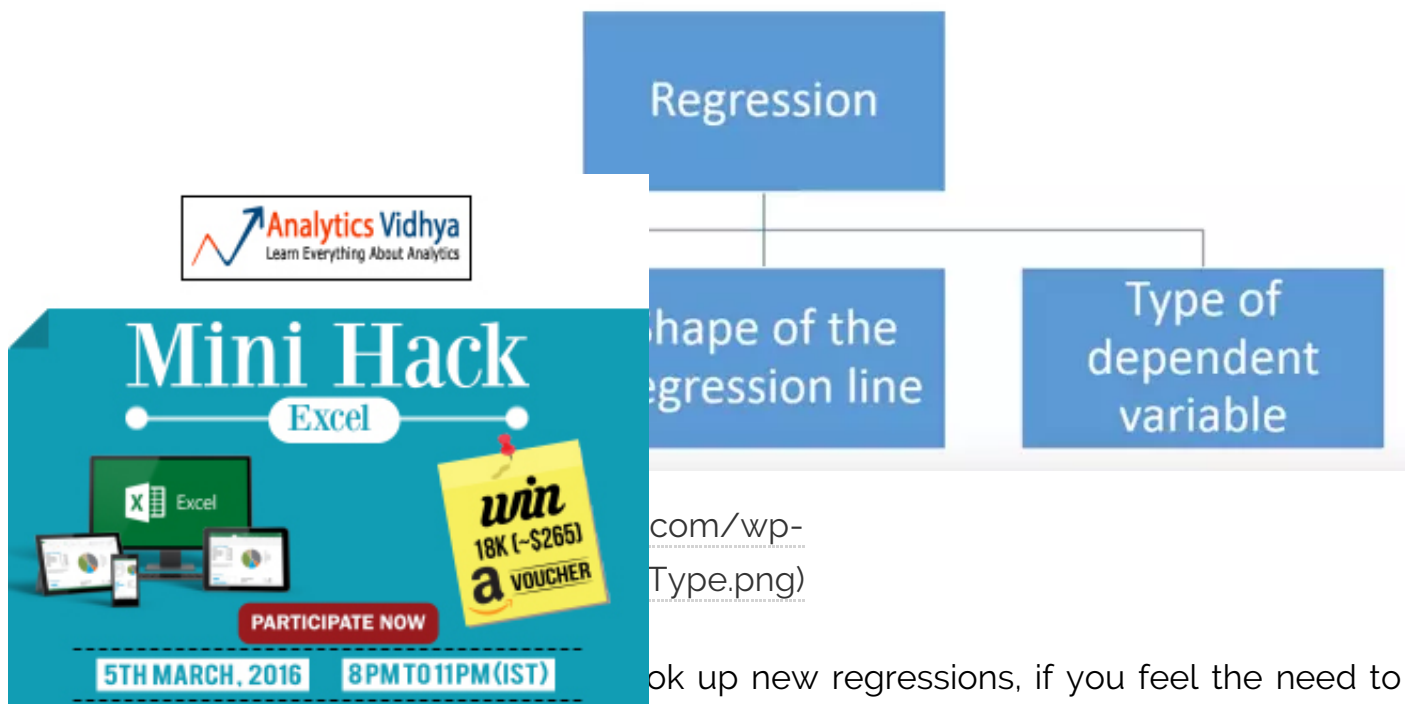 Regression
Analytics Vidhya
Learn Everything About Analytics
Mini Hack
Excel
Excel
win
18K (~$265)
a VOUCHER
PARTICIPATE NOW
5TH MARCH, 2016 8PM TO 11PM (IST)
hape of the
egression line
Type of
dependent
variable
com/wp-
Type.png)
ok up new regressions, if you feel the need to